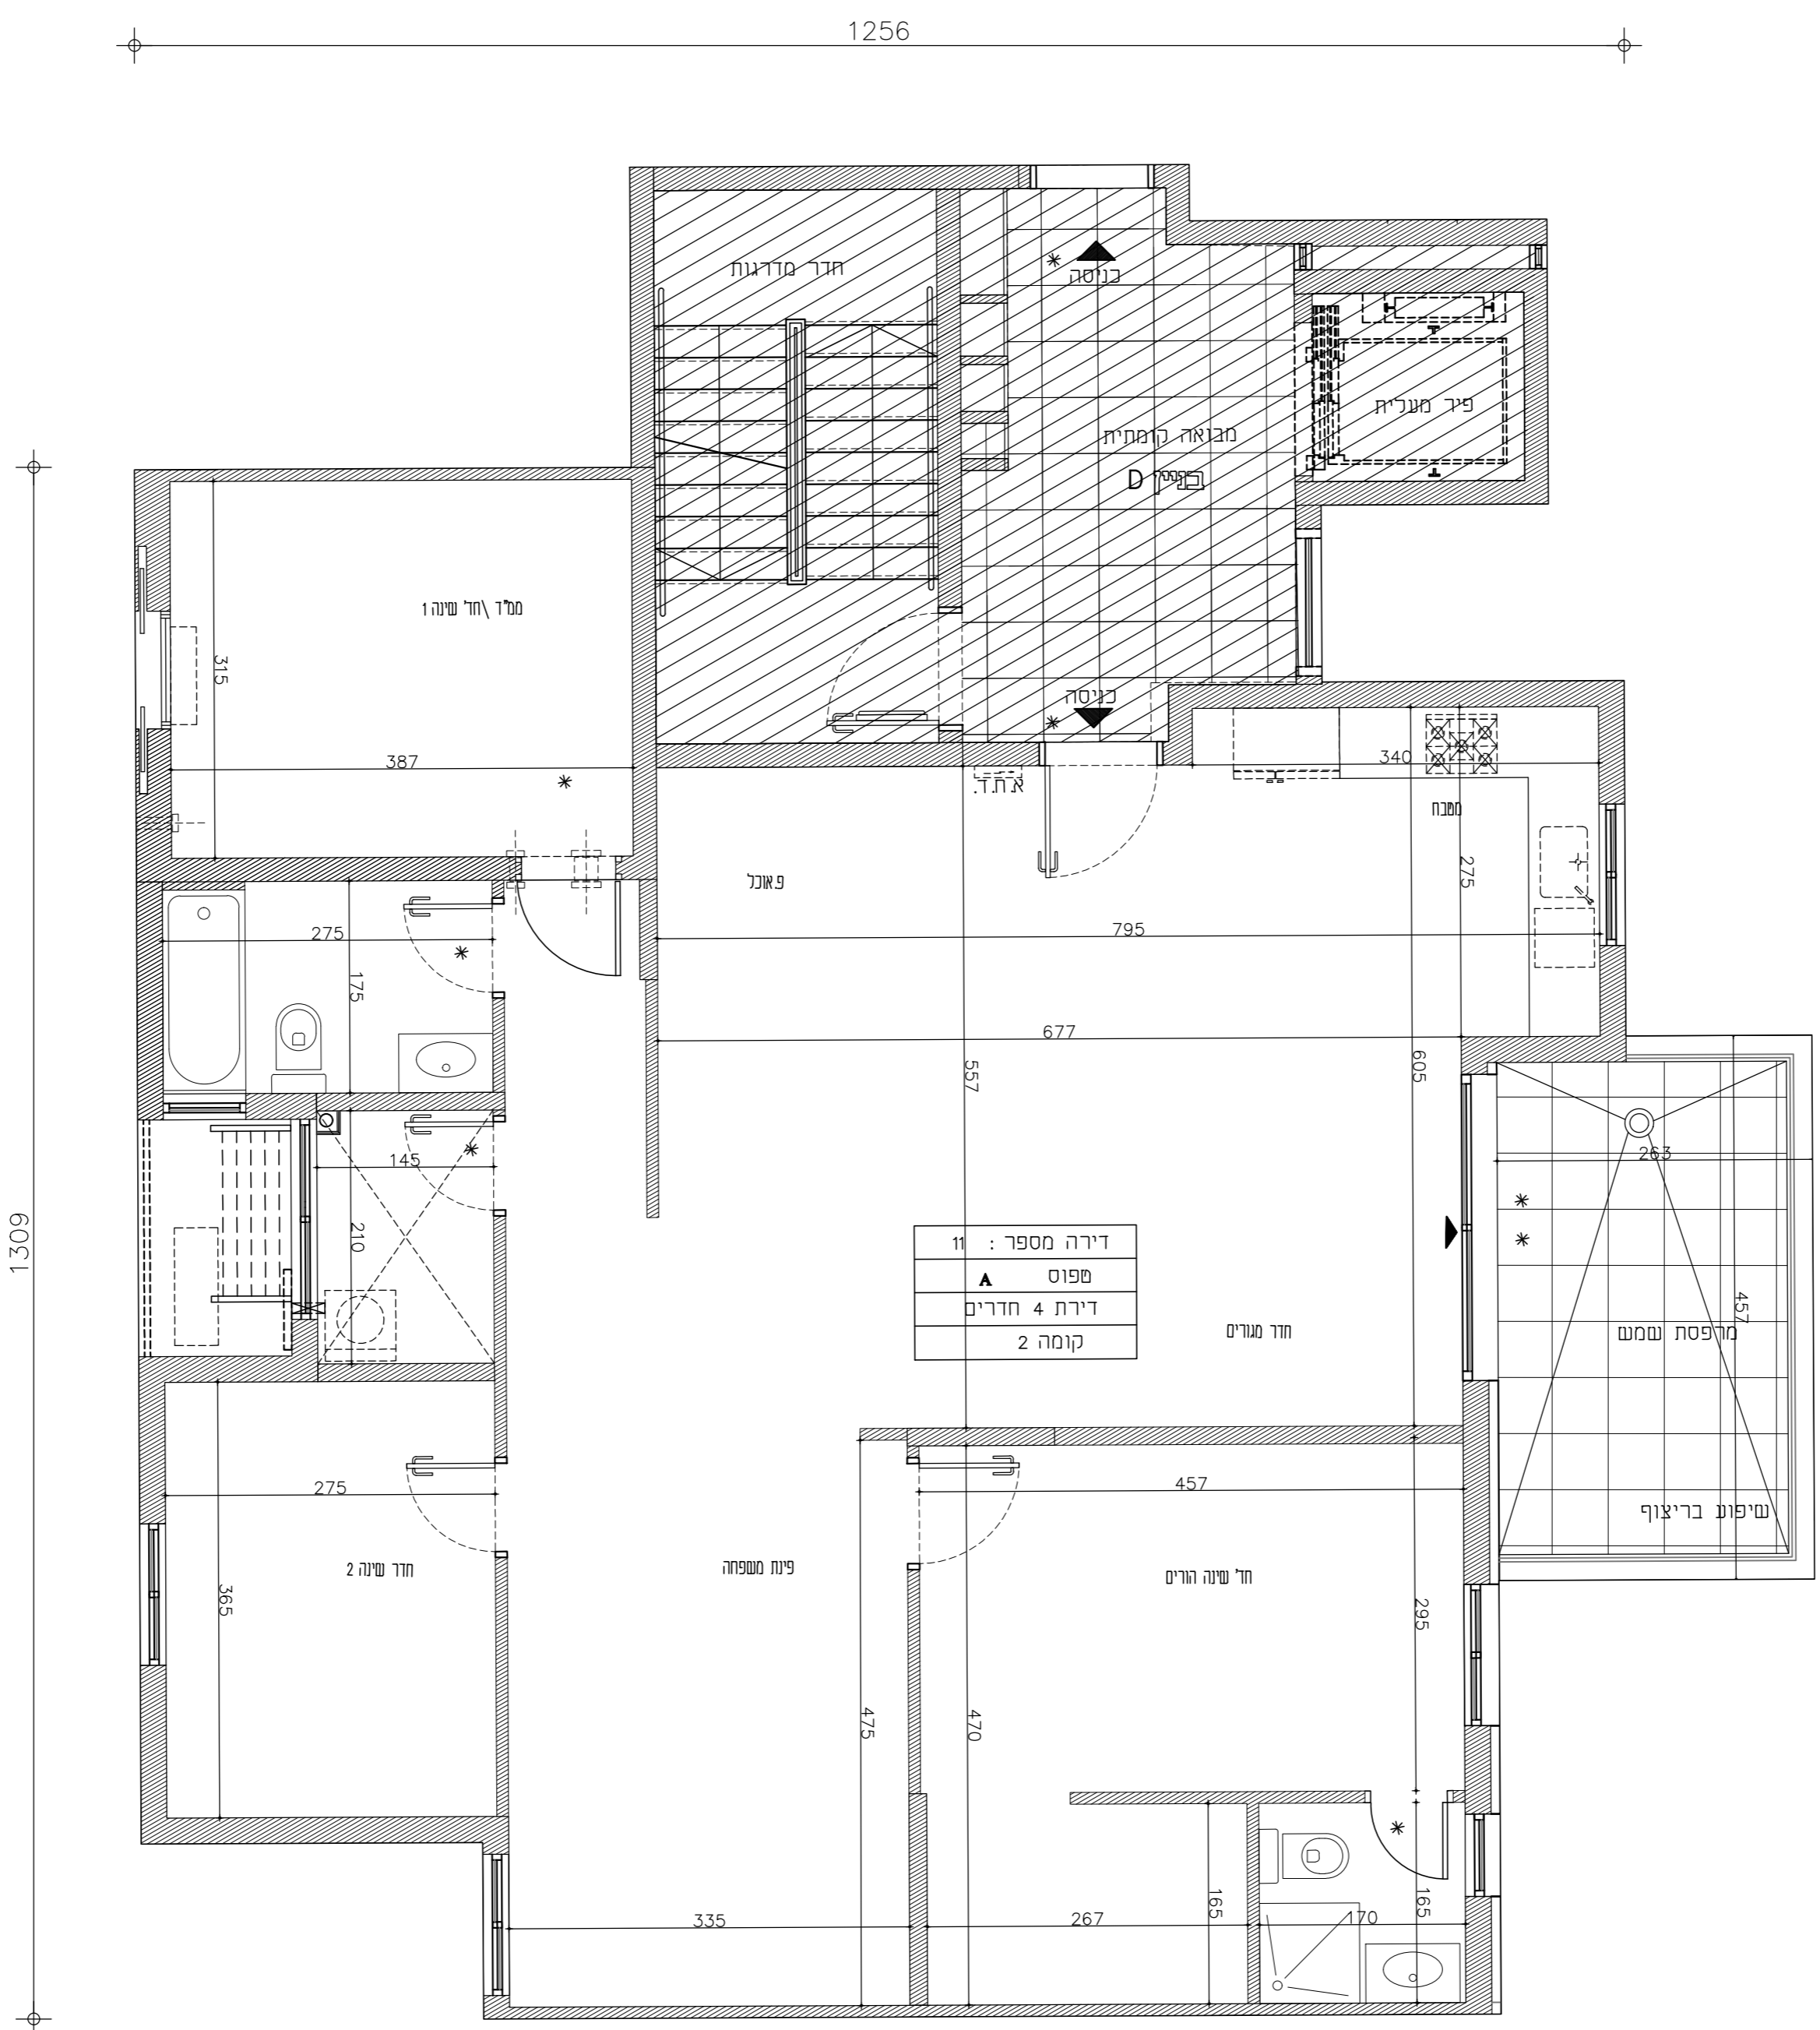 1256
חדר מדרגות
כניסה
פיר מעלית
מבואה קומתית
בניין D
ממ"ד \חד' שינה 1
315
כניסה
387
340
א.ת.ד.
מטבח
275
פ.אוכל
275
795
175
677
557
605
145
263
210
1309
דירה מספר : 11
טפוס A
דירת 4 חדרים
קומה 2
חדר מגורים
457
מרפסת שמש
275
457
שיפוע בריצוף
חדר שינה 2
פינת משפחה
חד' שינה הורים
365
295
475
470
335
267
165
170
165